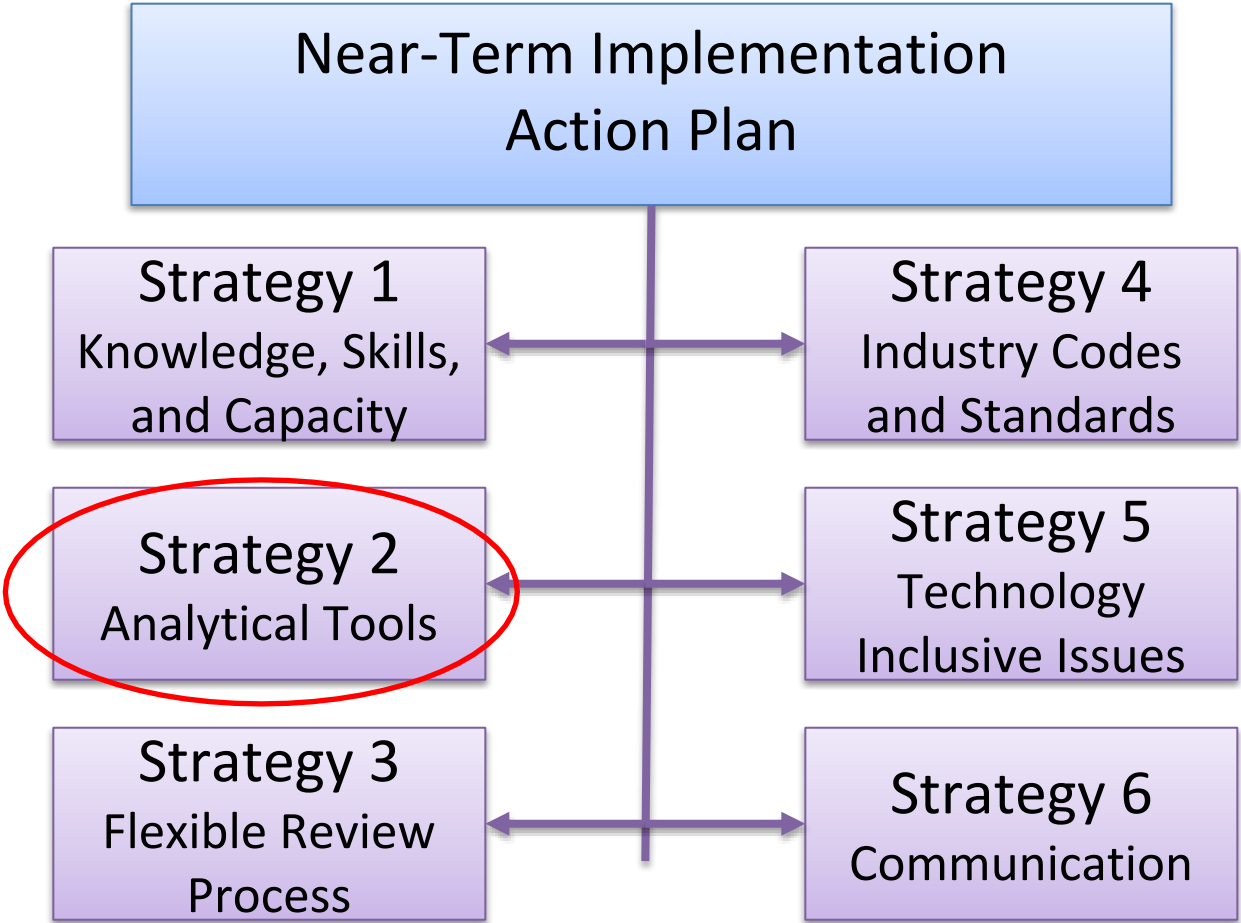 Near-Term Implementation
Action Plan
Strategy 1
Knowledge, Skills,
and Capacity
Strategy 2
Analytical Tools
Strategy 3
Flexible Review
Process
Strategy 4
Industry Codes
and Standards
Strategy 5
Technology
Inclusive Issues
Strategy 6
Communication